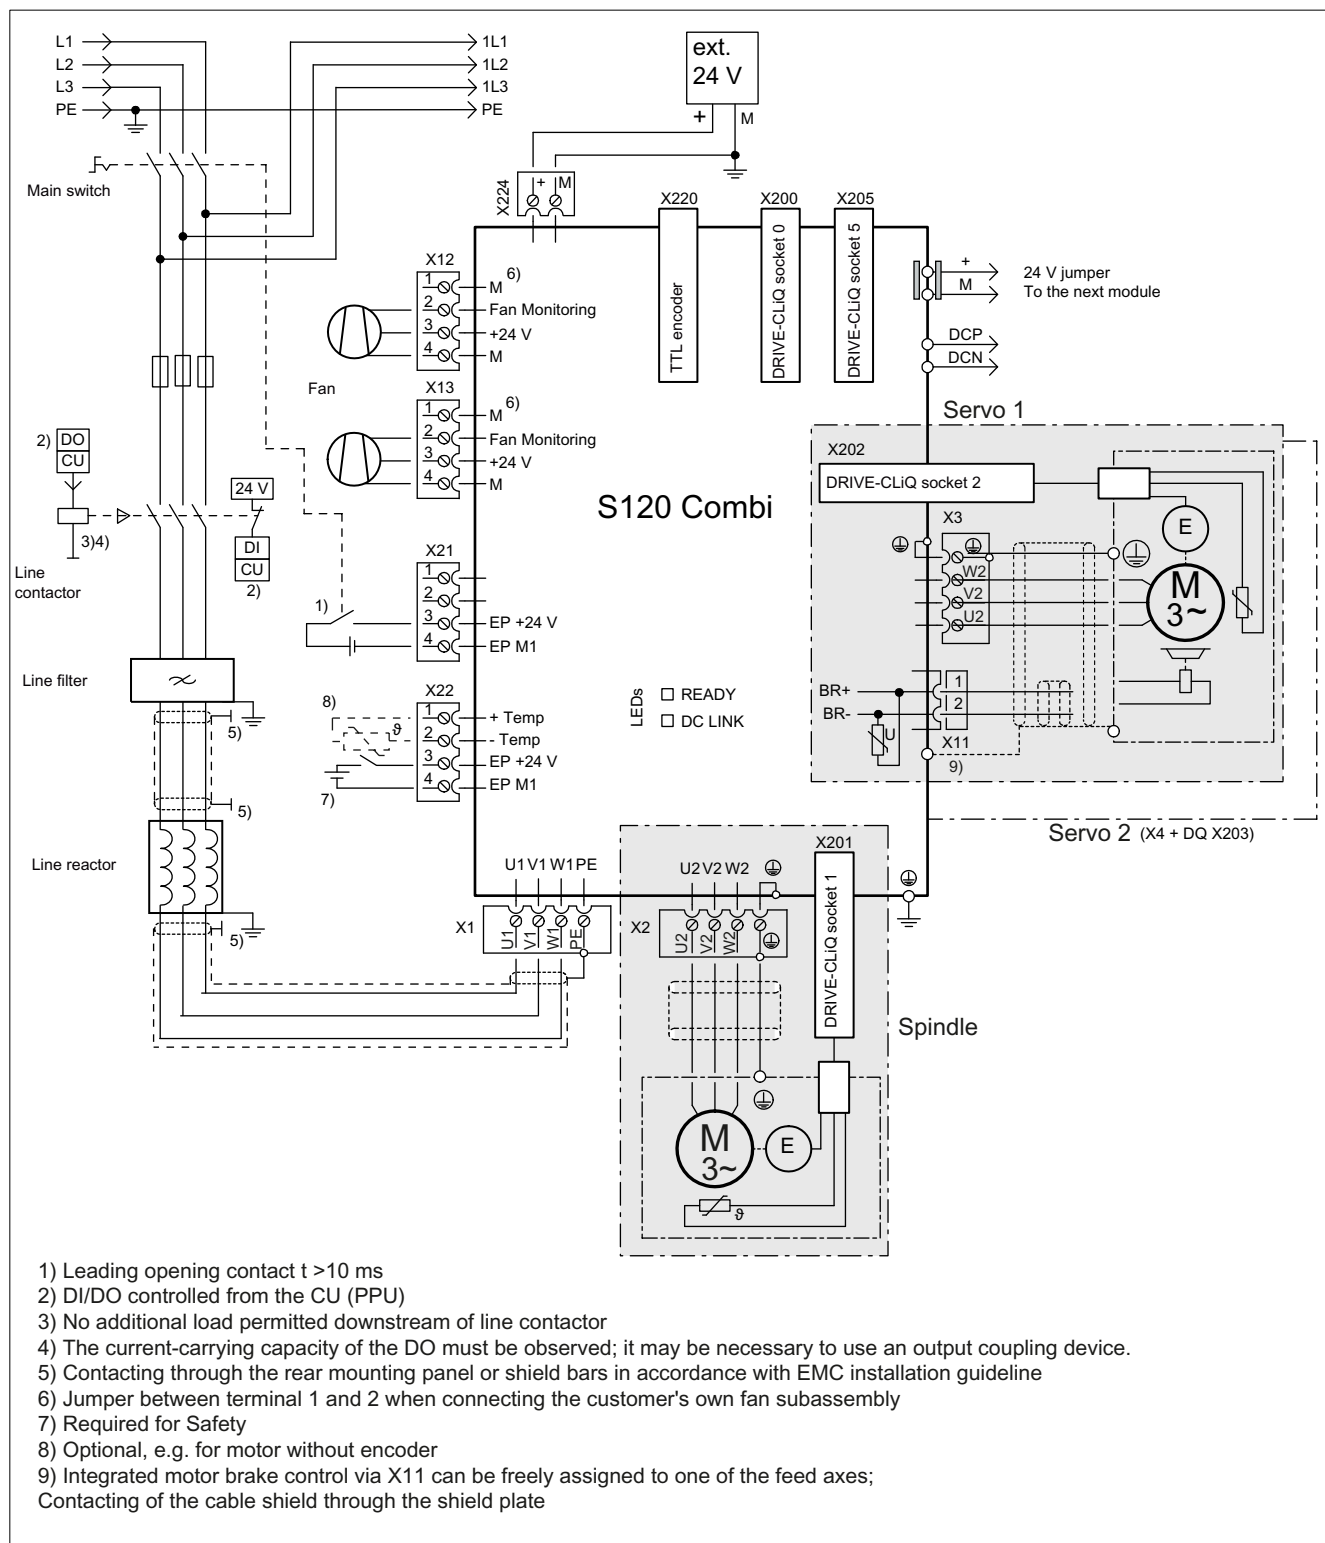 L1
1L1
L2
1L2
L3
1L3
PE
PE
ext.
24 V
+
M
Main switch
X224
+
M
X220
X200
X205
TTL encoder
DRIVE-CLiQ socket 0
DRIVE-CLiQ socket 5
+
M
24 V jumper
To the next module
DCP
DCN
X12
1
M 6)
2
Fan Monitoring
3
+24 V
4
M
Fan
X13
1
M 6)
2
Fan Monitoring
3
+24 V
4
M
S120 Combi
2)
DO
CU
24 V
3)4)
DI
CU
2)
Line
contactor
X21
1
2
1)
3
EP +24 V
4
EP M1
Line filter
5)
X22
8)
1
+ Temp
ϑ
2
- Temp
3
EP +24 V
4
EP M1
7)
LEDs
READY
DC LINK
5)
Line reactor
5)
Servo 1
X202
DRIVE-CLiQ socket 2
X3
E
W2
V2
U2
M
3~
BR+
1
BR-
2
U
X11
9)
Servo 2 (X4 + DQ X203)
U1 V1 W1 PE
X1
U1
V1
W1
PE
U2 V2 W2
X2
U2
V2
W2
X201
DRIVE-CLiQ socket 1
Spindle
M
3~
E
ϑ
1) Leading opening contact t >10 ms
2) DI/DO controlled from the CU (PPU)
3) No additional load permitted downstream of line contactor
4) The current-carrying capacity of the DO must be observed; it may be necessary to use an output coupling device.
5) Contacting through the rear mounting panel or shield bars in accordance with EMC installation guideline
6) Jumper between terminal 1 and 2 when connecting the customer's own fan subassembly
7) Required for Safety
8) Optional, e.g. for motor without encoder
9) Integrated motor brake control via X11 can be freely assigned to one of the feed axes;
Contacting of the cable shield through the shield plate